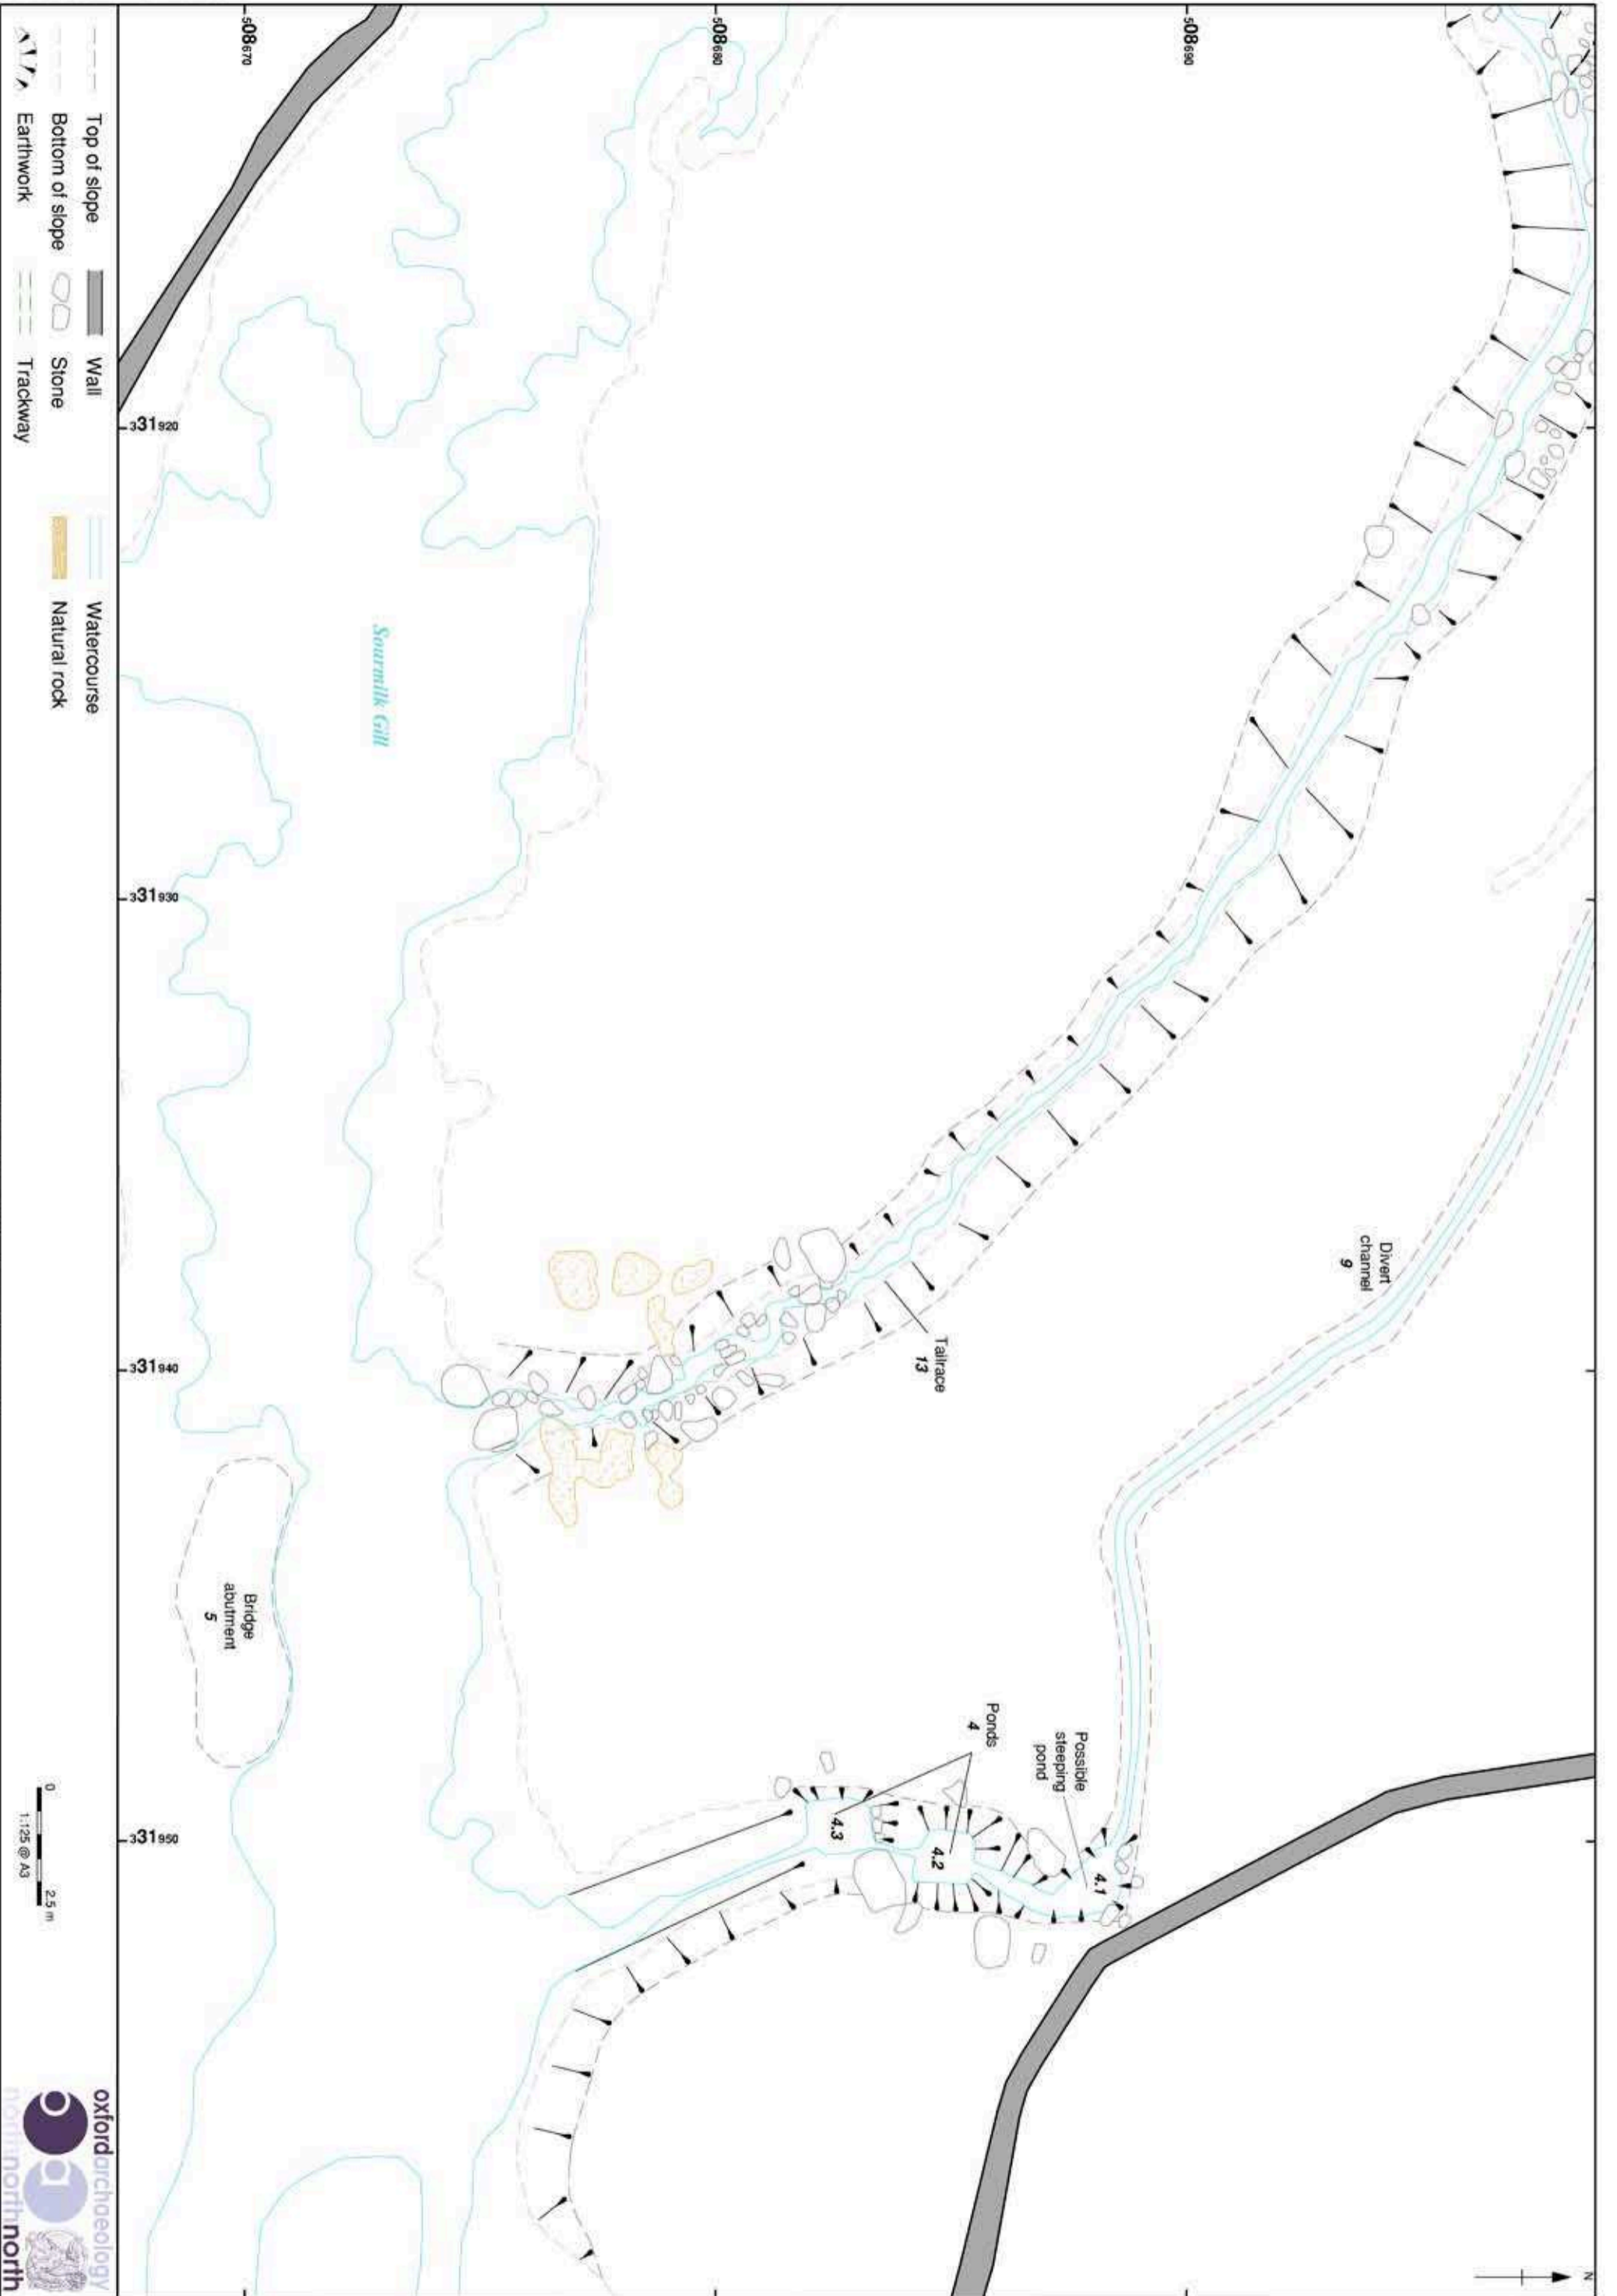 N
508690
508680
508670
331920
331930
331940
331950
Divert
channel
9
Tailrace
13
Possible
steeping
pond
Ponds
4
4.1
4.2
4.3
Sourmilk Gill
Bridge
abutment
5
Top of slope
Bottom of slope
Earthwork
Wall
Stone
Trackway
Watercourse
Natural rock
0 2.5 m
1:125 @ A3
oxfordarchaeology
northnorthnorth